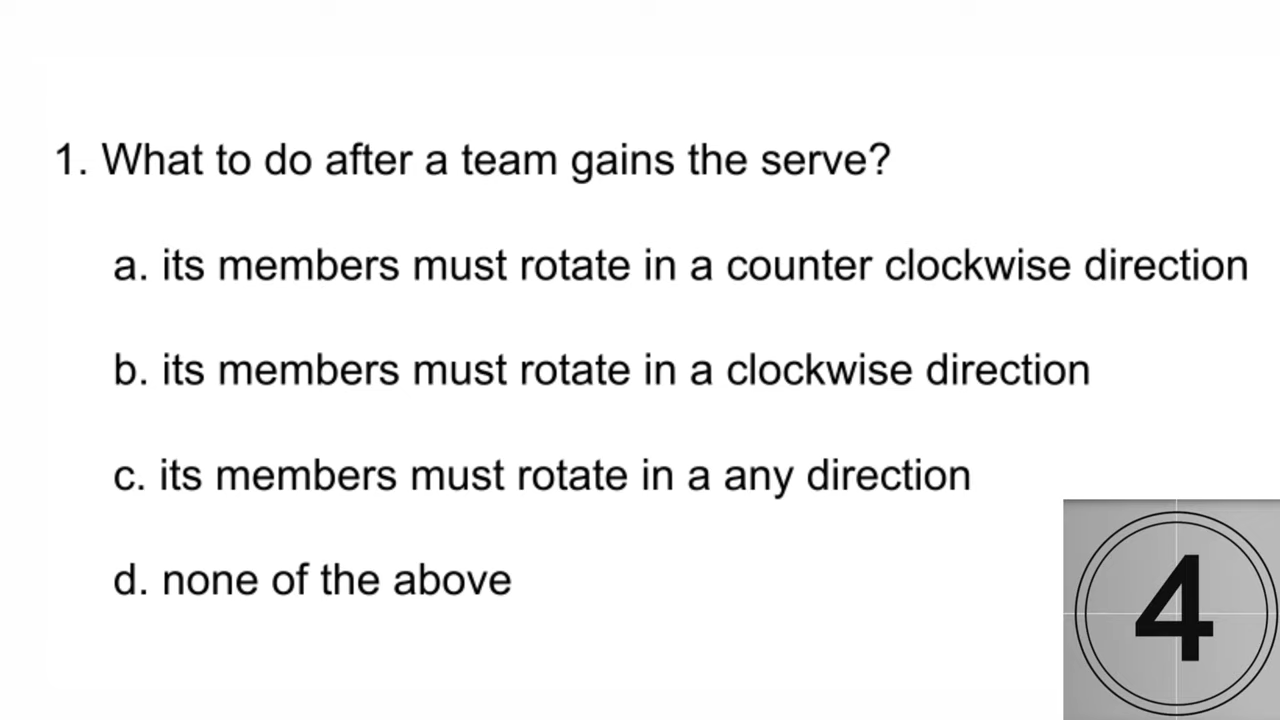 1. What to do after a team gains the serve?
a. its members must rotate in a counter clockwise direction
b. its members must rotate in a clockwise direction
c. its members must rotate in a any direction
d. none of the above
4